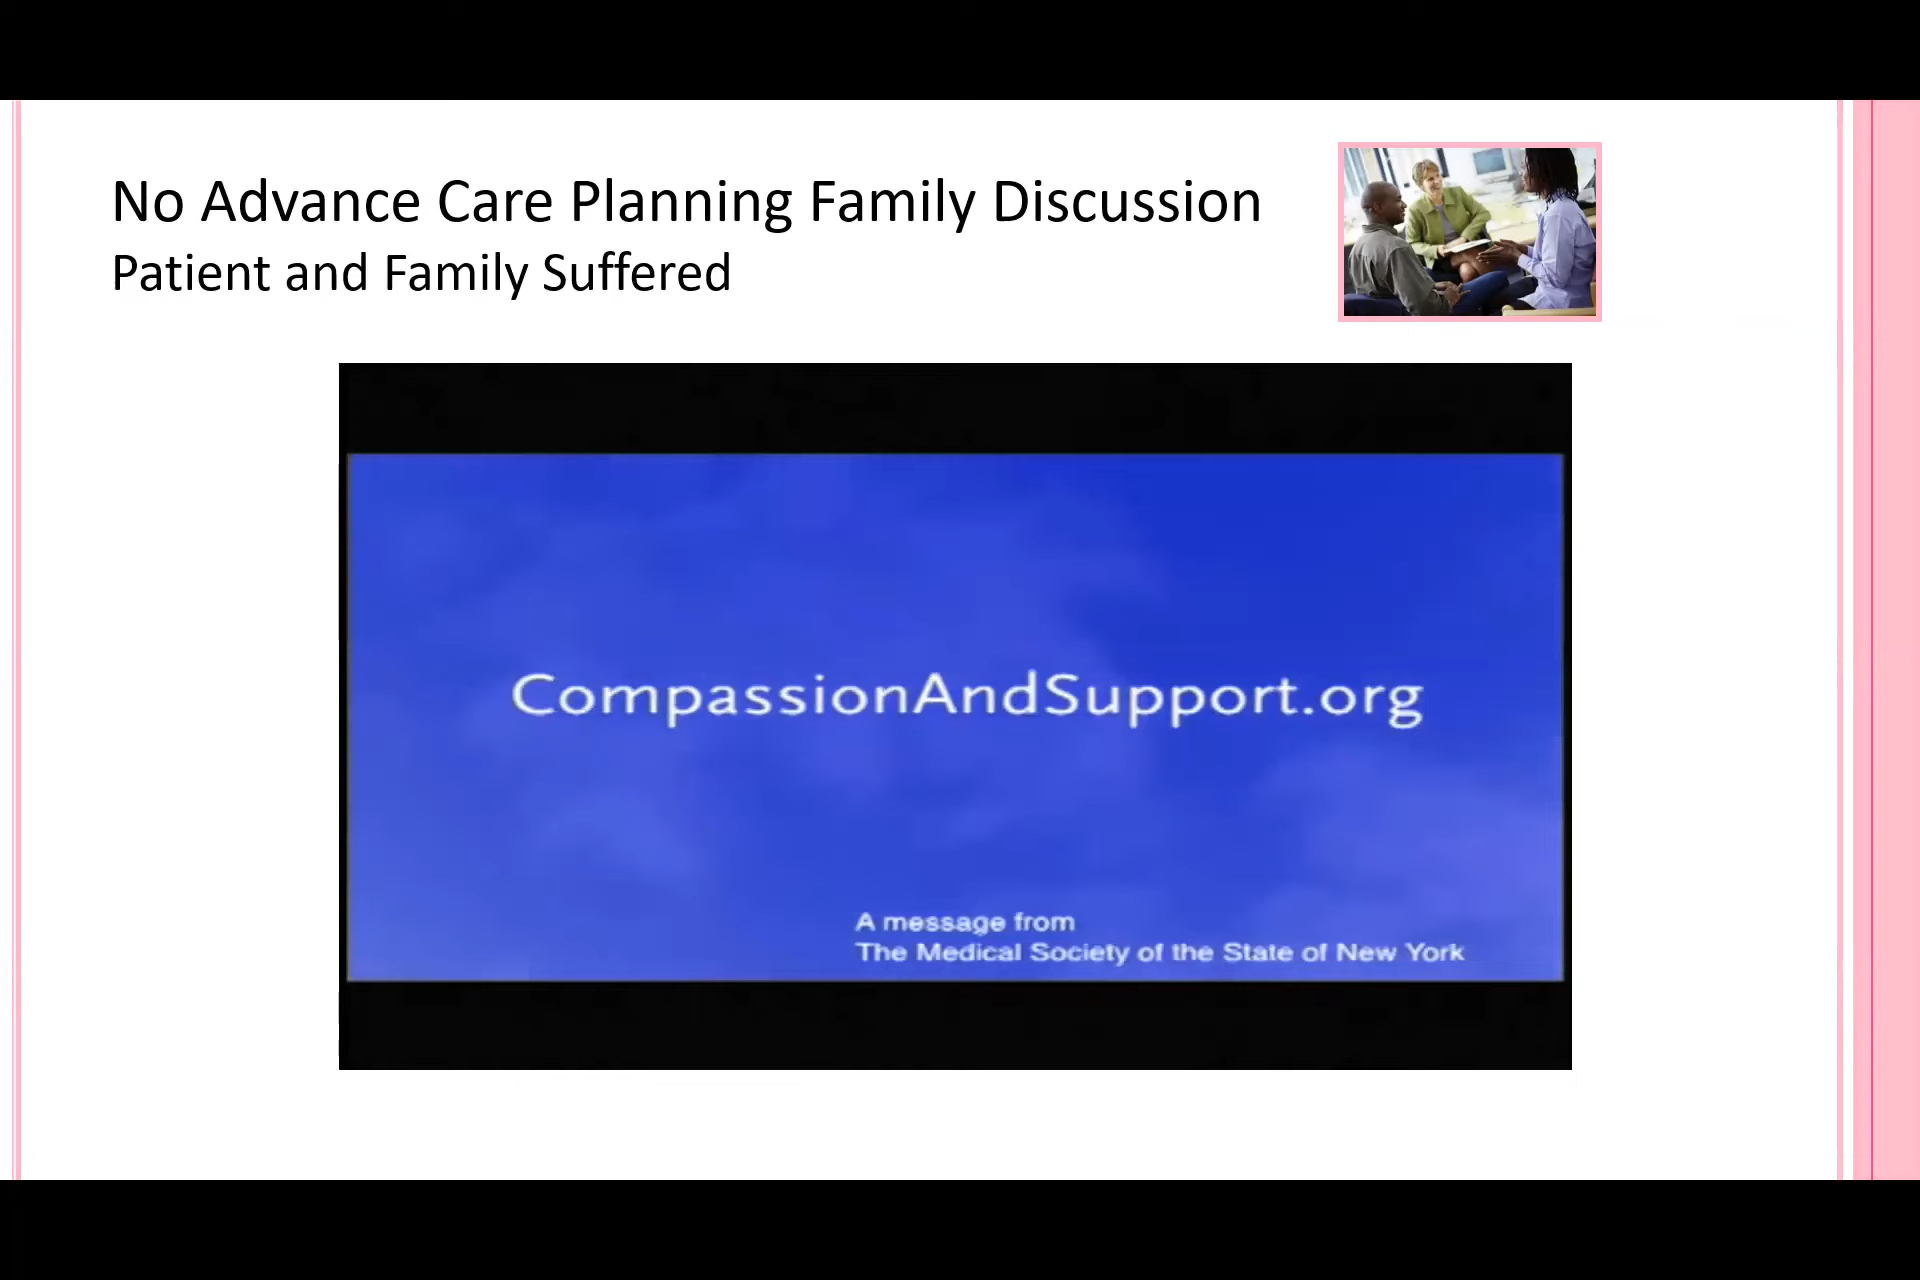 No Advance Care Planning Family Discussion
Patient and Family Suffered
CompassionAndSupport.org
A message from
The Medical Society of the State of New York